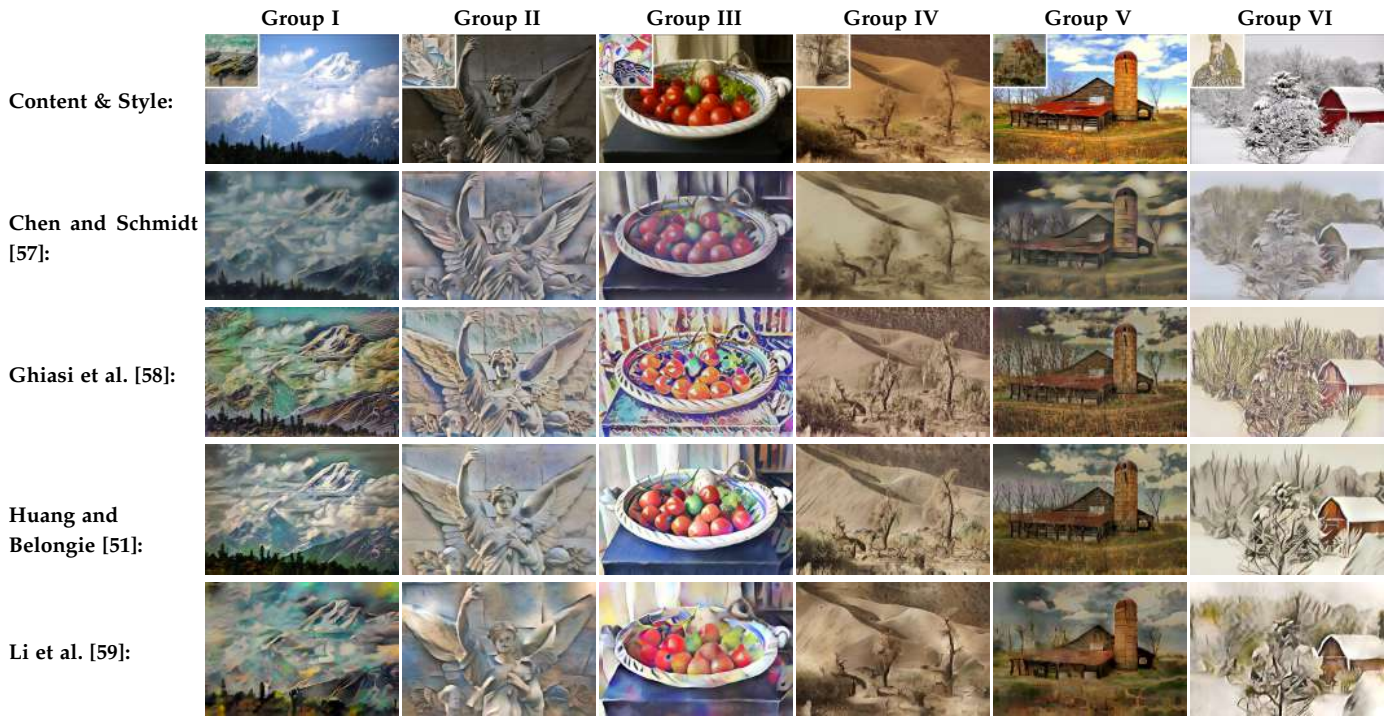 Group I Group II Group III Group IV Group V Group VI
Content & Style:
Chen and Schmidt
[57]:
Ghiasi et al. [58]:
Huang and
Belongie [51]:
Li et al. [59]: